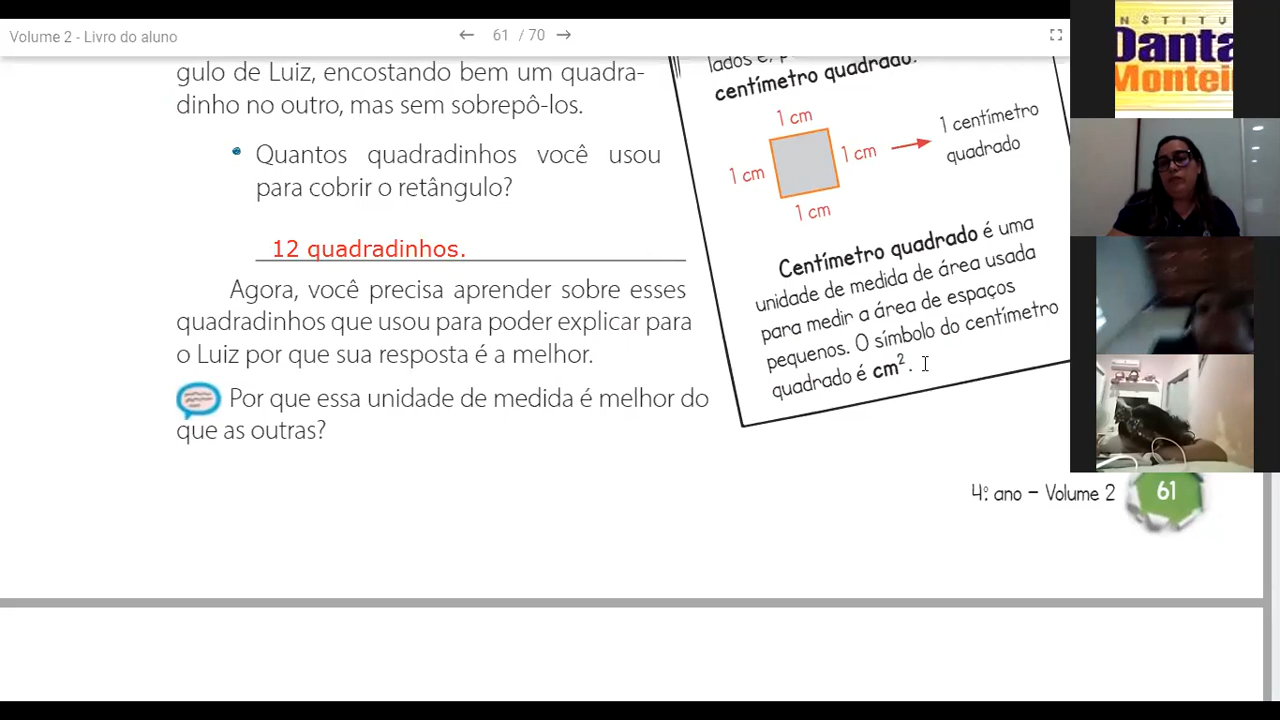 Volume 2 - Livro do aluno
61 / 70
gulo de Luiz, encostando bem um quadra-
dinho no outro, mas sem sobrepô-los.
Quantos quadradinhos você usou
para cobrir o retângulo?
12 quadradinhos.
Agora, você precisa aprender sobre esses
quadradinhos que usou para poder explicar para
o Luiz por que sua resposta é a melhor.
Por que essa unidade de medida é melhor do
que as outras?
lados e,
centímetro quadrado.
1 cm
1 cm
1 cm
1 cm
1 centímetro
quadrado
Centímetro quadrado é uma
unidade de medida de área usada
para medir a área de espaços
pequenos. O símbolo do centímetro
quadrado é cm².
4º. ano – Volume 2
61
NSTITU
Danta
Montei